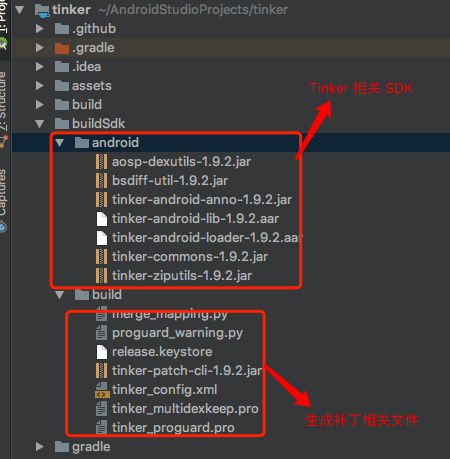 tinker ~/AndroidStudioProjects/tinker
.github
.gradle
.idea
assets
build
buildSdk
android
aosp-dexutils-1.9.2.jar
bsdiff-util-1.9.2.jar
tinker-android-anno-1.9.2.jar
tinker-android-lib-1.9.2.aar
tinker-android-loader-1.9.2.aar
tinker-commons-1.9.2.jar
tinker-ziputils-1.9.2.jar
build
merge_mapping.py
proguard_warning.py
release.keystore
tinker-patch-cli-1.9.2.jar
tinker_config.xml
tinker_multidexkeep.pro
tinker_proguard.pro
gradle
Tinker 相关 SDK
生成补丁相关文件
Z: Structure
Captures